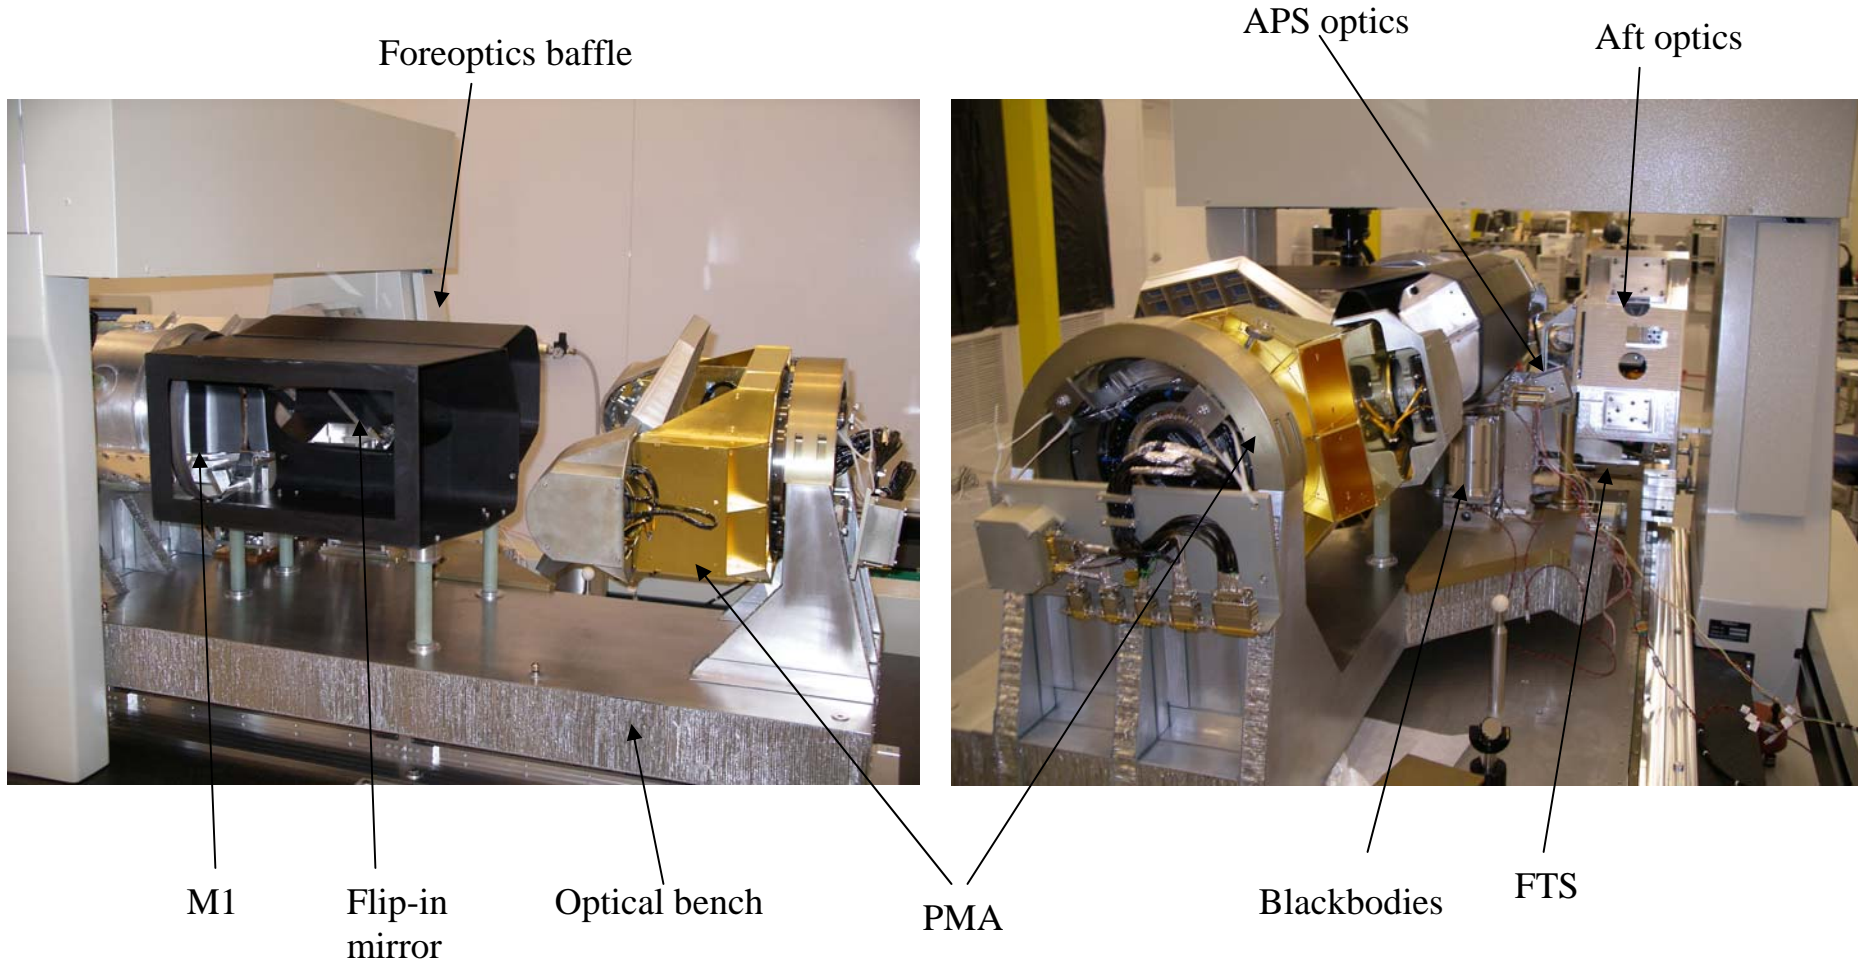 APS optics
Aft optics
Foreoptics baffle
M1
Flip-in
mirror
Optical bench
PMA
Blackbodies
FTS